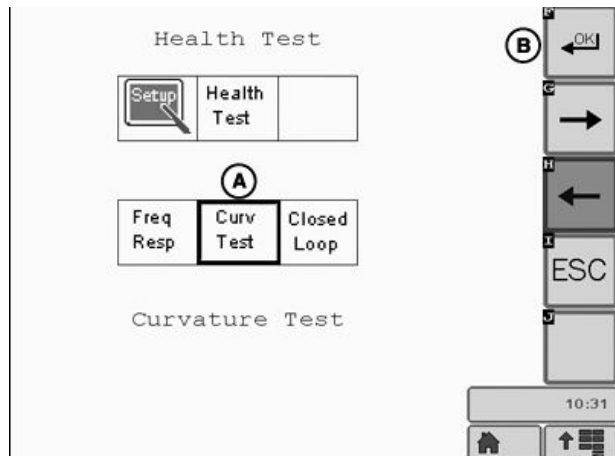 Health Test
Setup
Health
Test
A
Freq
Resp
Curv
Test
Closed
Loop
Curvature Test
B
F
OK
G
H
I
ESC
J
10:31